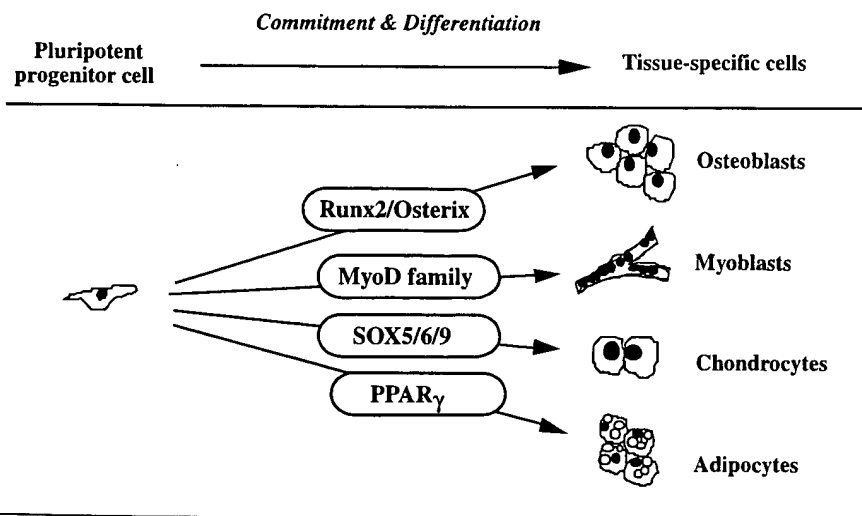 Commitment & Differentiation
Pluripotent
progenitor cell
Tissue-specific cells
Osteoblasts
Runx2/Osterix
MyoD family
Myoblasts
SOX5/6/9
Chondrocytes
PPARγ
Adipocytes